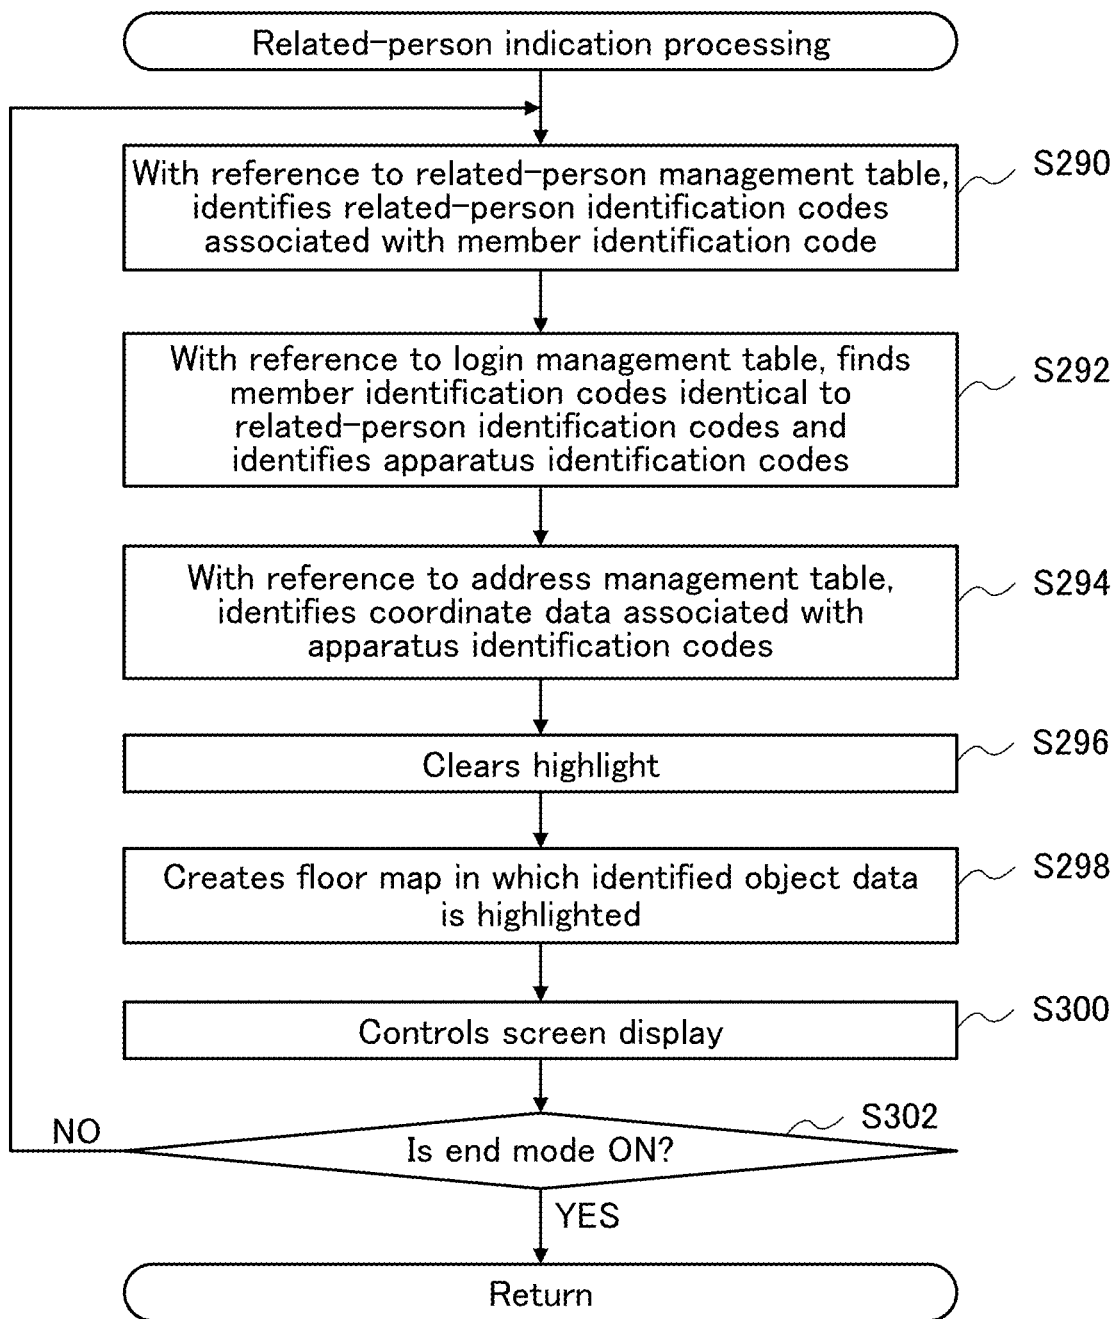 Related-person indication processing
With reference to related-person management table,
identifies related-person identification codes
associated with member identification code
S290
With reference to login management table, finds
member identification codes identical to
related-person identification codes and
identifies apparatus identification codes
S292
With reference to address management table,
identifies coordinate data associated with
apparatus identification codes
S294
Clears highlight
S296
Creates floor map in which identified object data
is highlighted
S298
Controls screen display
S300
Is end mode ON?
S302
NO
YES
Return